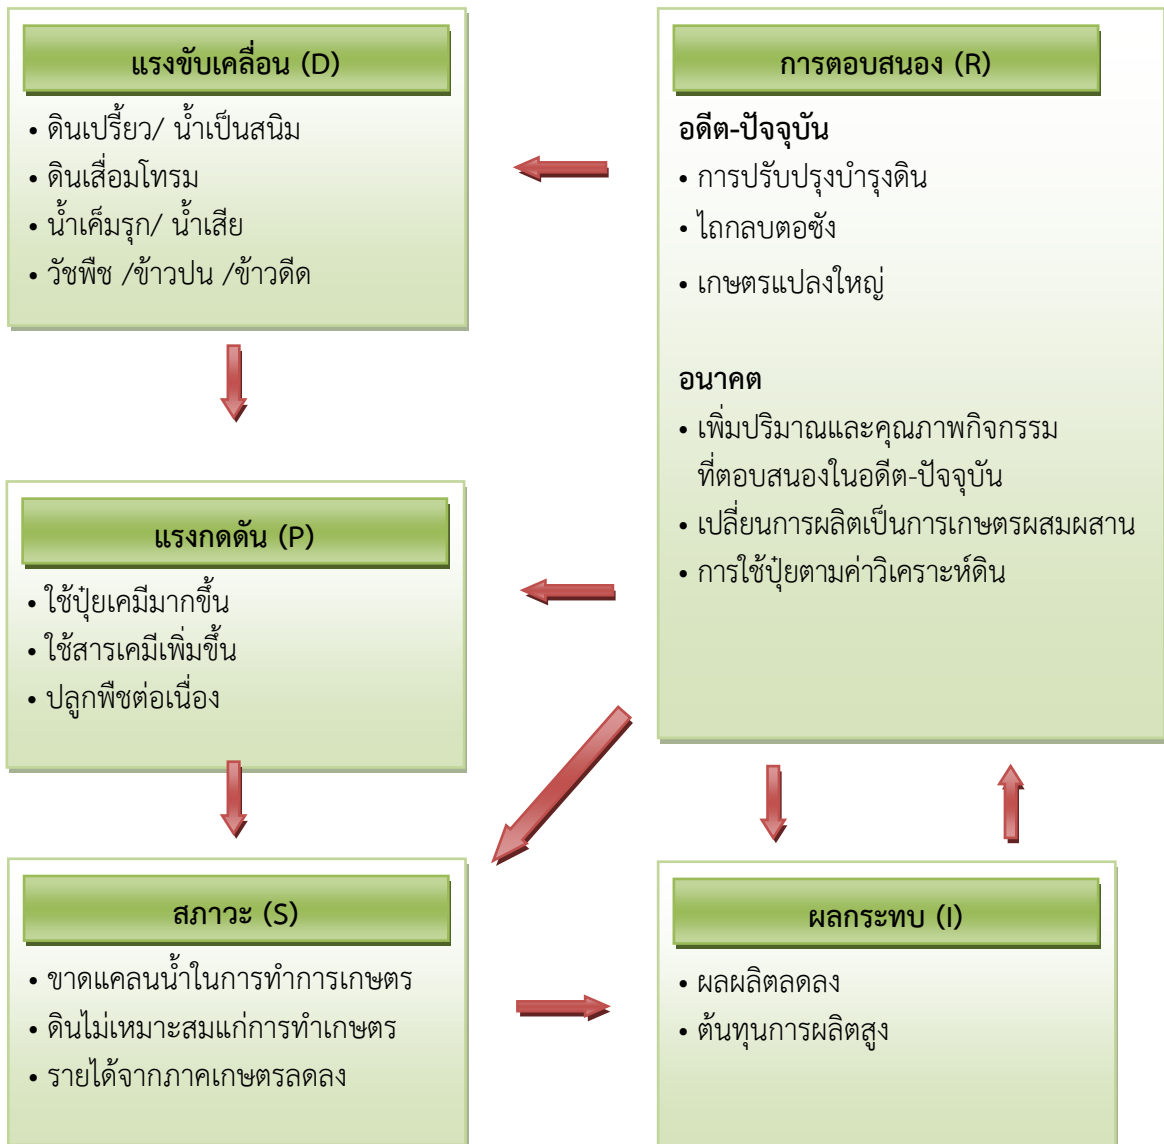 แรงขับเคลื่อน (D)
• ดินเปรี้ยว/ น้ำเป็นสนิม
• ดินเสื่อมโทรม
• น้ำเค็มรุก/ น้ำเสีย
• วัชพืช /ข้าวปน /ข้าวดีด
การตอบสนอง (R)
อดีต-ปัจจุบัน
• การปรับปรุงบำรุงดิน
• ไถกลบตอซัง
• เกษตรแปลงใหญ่
อนาคต
• เพิ่มปริมาณและคุณภาพกิจกรรม
ที่ตอบสนองในอดีต-ปัจจุบัน
• เปลี่ยนการผลิตเป็นการเกษตรผสมผสาน
• การใช้ปุ๋ยตามค่าวิเคราะห์ดิน
แรงกดดัน (P)
• ใช้ปุ๋ยเคมีมากขึ้น
• ใช้สารเคมีเพิ่มขึ้น
• ปลูกพืชต่อเนื่อง
สภาวะ (S)
• ขาดแคลนน้ำในการทำการเกษตร
• ดินไม่เหมาะสมแก่การทำเกษตร
• รายได้จากภาคเกษตรลดลง
ผลกระทบ (I)
• ผลผลิตลดลง
• ต้นทุนการผลิตสูง